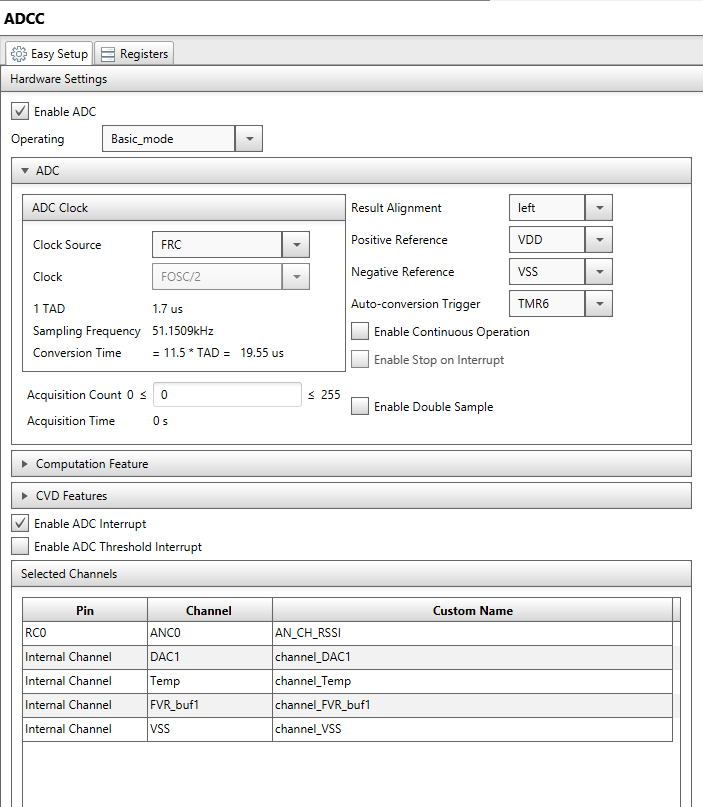 ADCC
Easy Setup Registers
Hardware Settings
Enable ADC
Operating Basic_mode
ADC
ADC Clock
Clock Source FRC
Clock FOSC/2
1 TAD 1.7 us
Sampling Frequency 51.1509kHz
Conversion Time = 11.5 * TAD = 19.55 us
Result Alignment left
Positive Reference VDD
Negative Reference VSS
Auto-conversion Trigger TMR6
Enable Continuous Operation
Enable Stop on Interrupt
Acquisition Count 0 ≤ 0 ≤ 255
Acquisition Time 0 s
Enable Double Sample
Computation Feature
CVD Features
Enable ADC Interrupt
Enable ADC Threshold Interrupt
Selected Channels
Pin Channel Custom Name
RC0 ANC0 AN_CH_RSSI
Internal Channel DAC1 channel_DAC1
Internal Channel Temp channel_Temp
Internal Channel FVR_buf1 channel_FVR_buf1
Internal Channel VSS channel_VSS